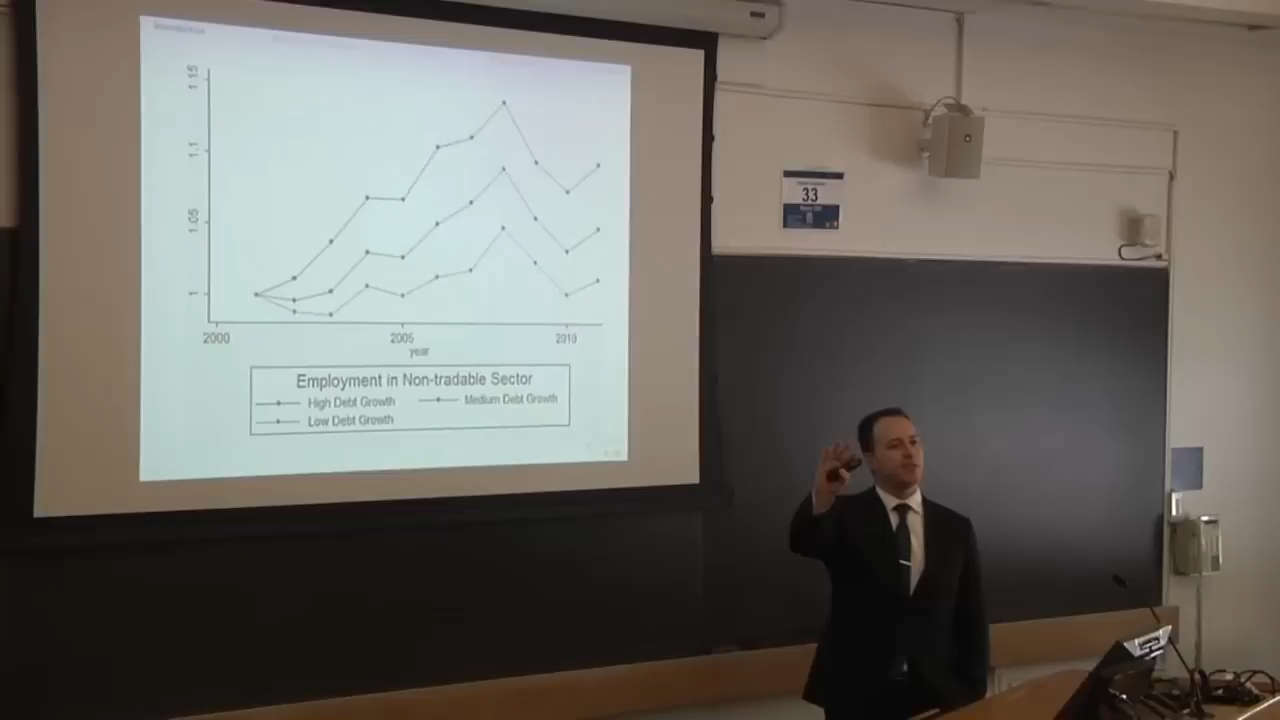 1.15
1.1
1.05
1
2000 2005 2010
year
Employment in Non-tradable Sector
High Debt Growth Medium Debt Growth
Low Debt Growth
33